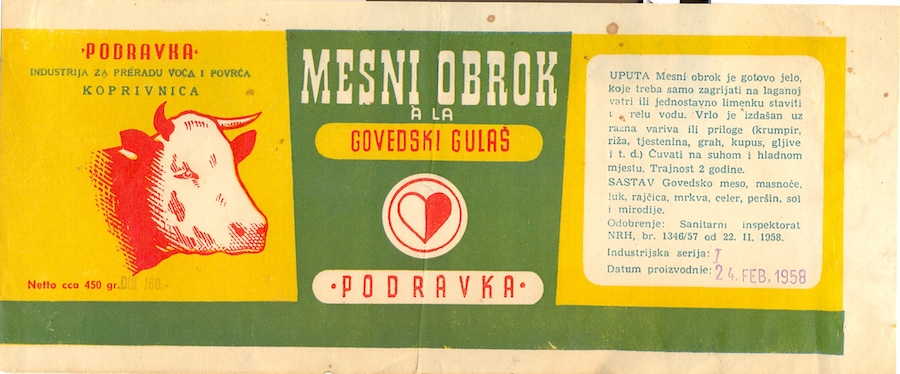 ·PODRAVKA·
INDUSTRIJA ZA PRERADU VOĆA I POVRĆA
KOPRIVNICA
Netto cca 450 gr. DIN 160.-
MESNI OBROK
À LA
GOVEDSKI GULAŠ
·PODRAVKA·
UPUTA Mesni obrok je gotovo jelo,
koje treba samo zagrijati na laganoj
vatri ili jednostavno limenku staviti
u relu vodu. Vrlo je izdašan uz
razna variva ili priloge (krumpir,
riža, tjestenina, grah, kupus, gljive
i t. d.) Čuvati na suhom i hladnom
mjestu. Trajnost 2 godine.
SASTAV Govedsko meso, masnoće,
luk, rajčica, mrkva, celer, peršin, sol
i mirodije.
Odobrenje: Sanitarni inspektorat
NRH, br. 1346/57 od 22. II. 1958.
Industrijska serija: I
Datum proizvodnie: 24. FEB. 1958